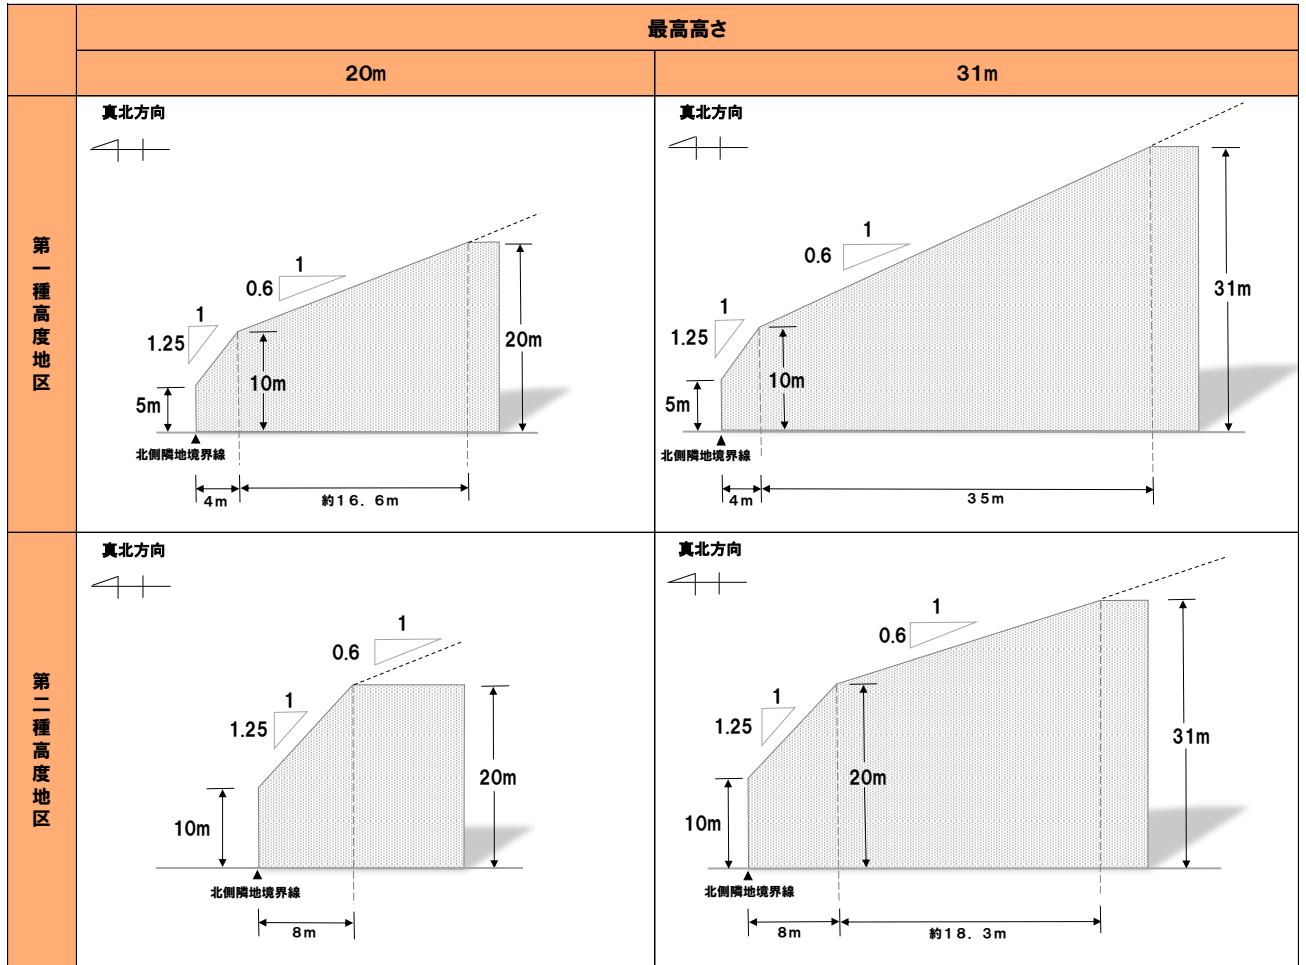 最高高さ
20m
31m
第一種高度地区
真北方向
1
0.6
1
1.25
5m
10m
20m
北側隣地境界線
4m
約16.6m
真北方向
1
0.6
1
1.25
5m
10m
31m
北側隣地境界線
4m
35m
第二種高度地区
真北方向
1
0.6
1
1.25
10m
20m
北側隣地境界線
8m
真北方向
1
0.6
1
1.25
10m
20m
31m
北側隣地境界線
8m
約18.3m